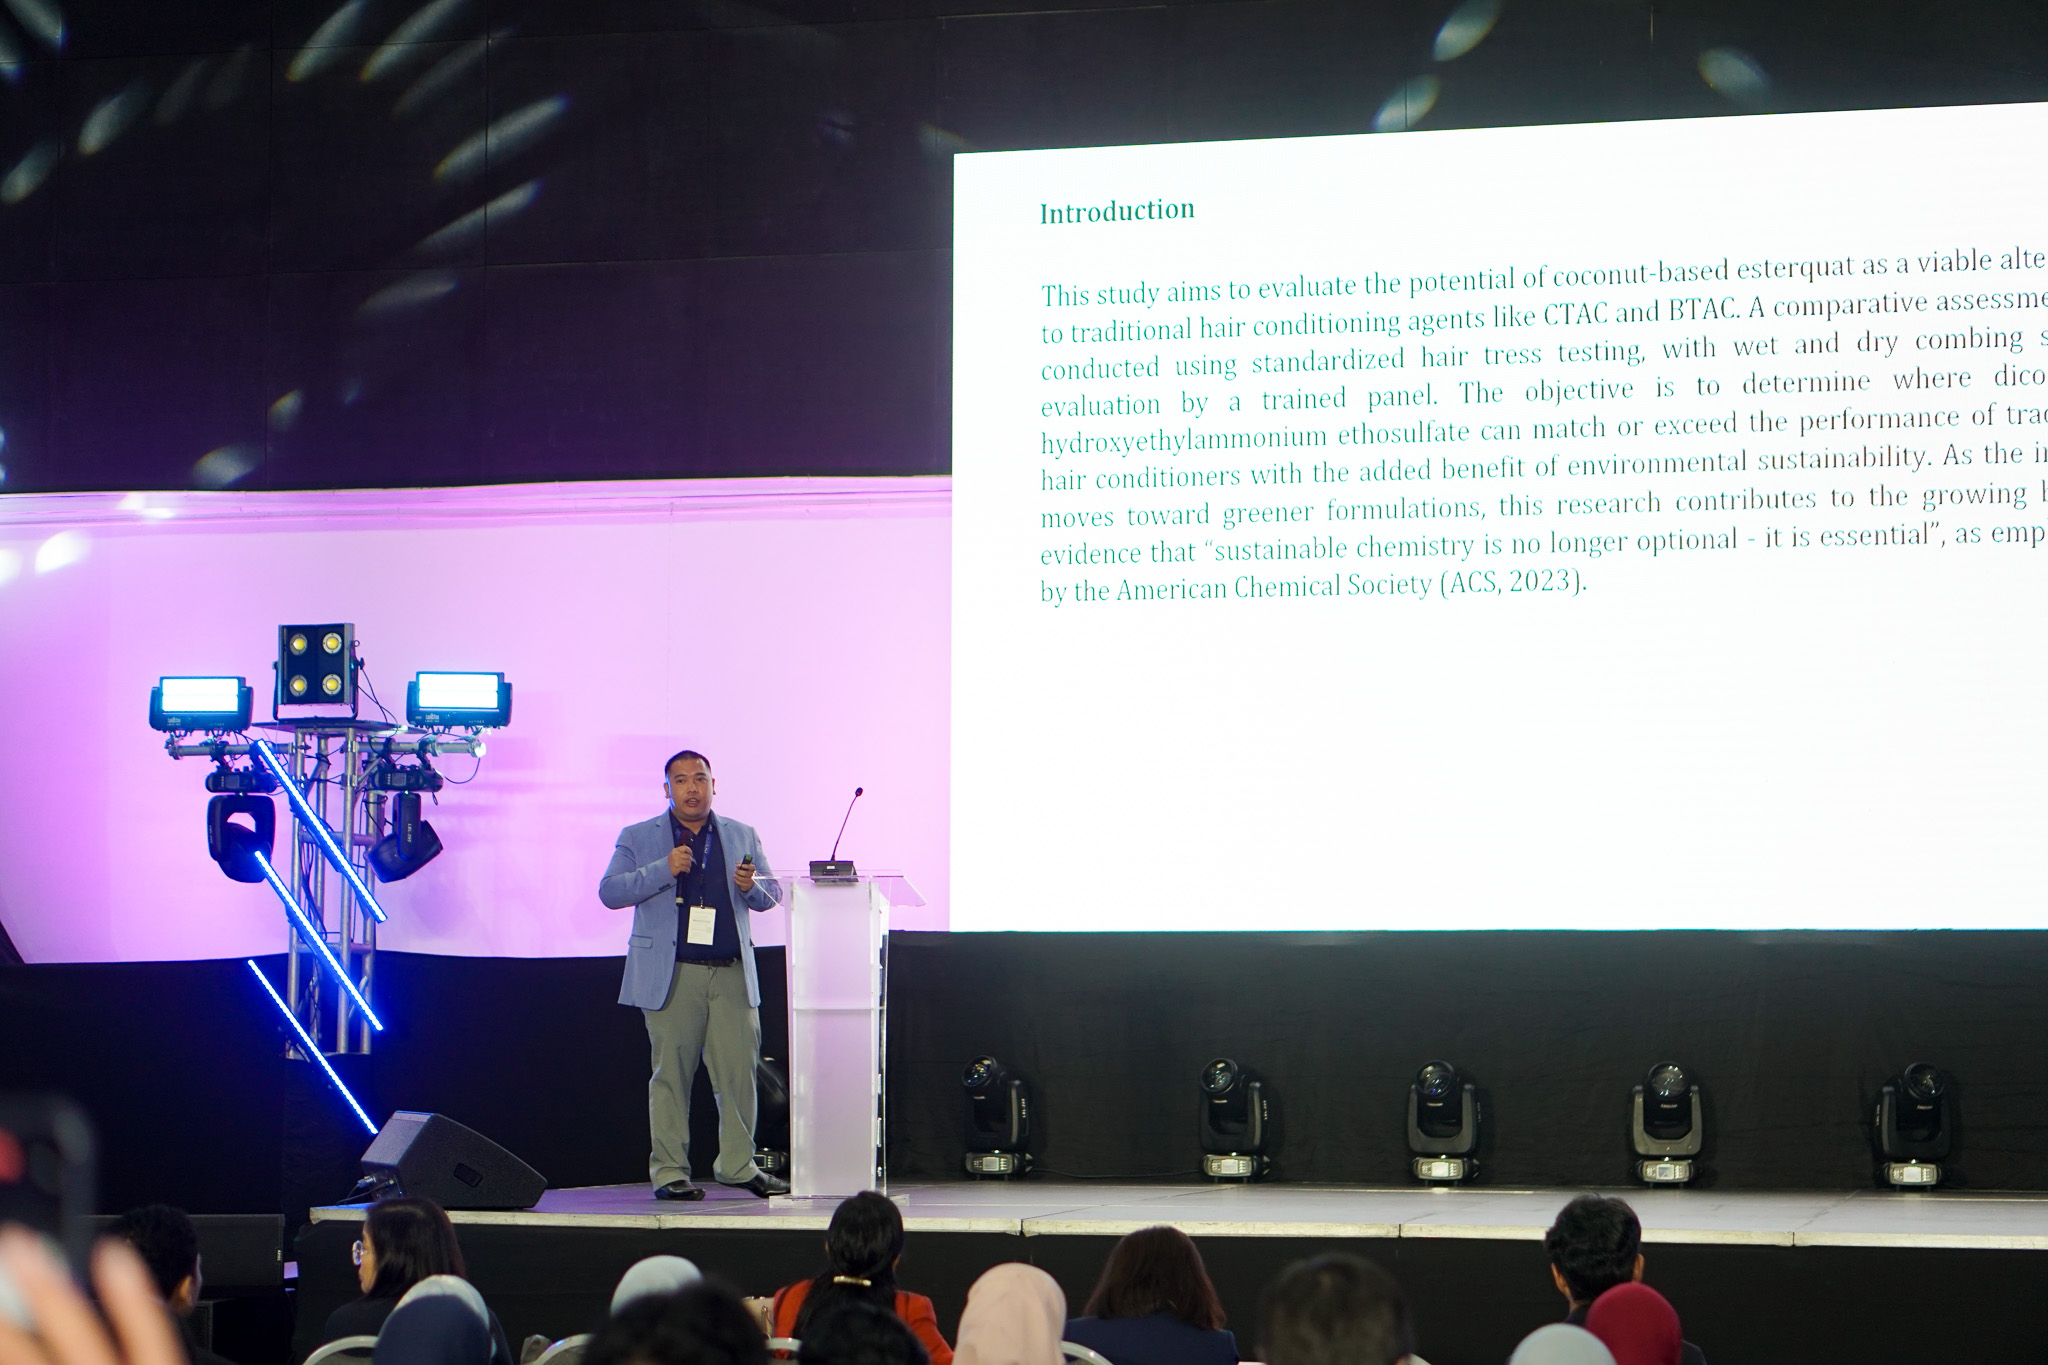 Introduction
This study aims to evaluate the potential of coconut-based esterquat as a viable alte
to traditional hair conditioning agents like CTAC and BTAC. A comparative assessme
conducted using standardized hair tress testing, with wet and dry combing s
evaluation by a trained panel. The objective is to determine where dico
hydroxyethylammonium ethosulfate can match or exceed the performance of trad
hair conditioners with the added benefit of environmental sustainability. As the in
moves toward greener formulations, this research contributes to the growing b
evidence that “sustainable chemistry is no longer optional - it is essential”, as emph
by the American Chemical Society (ACS, 2023).